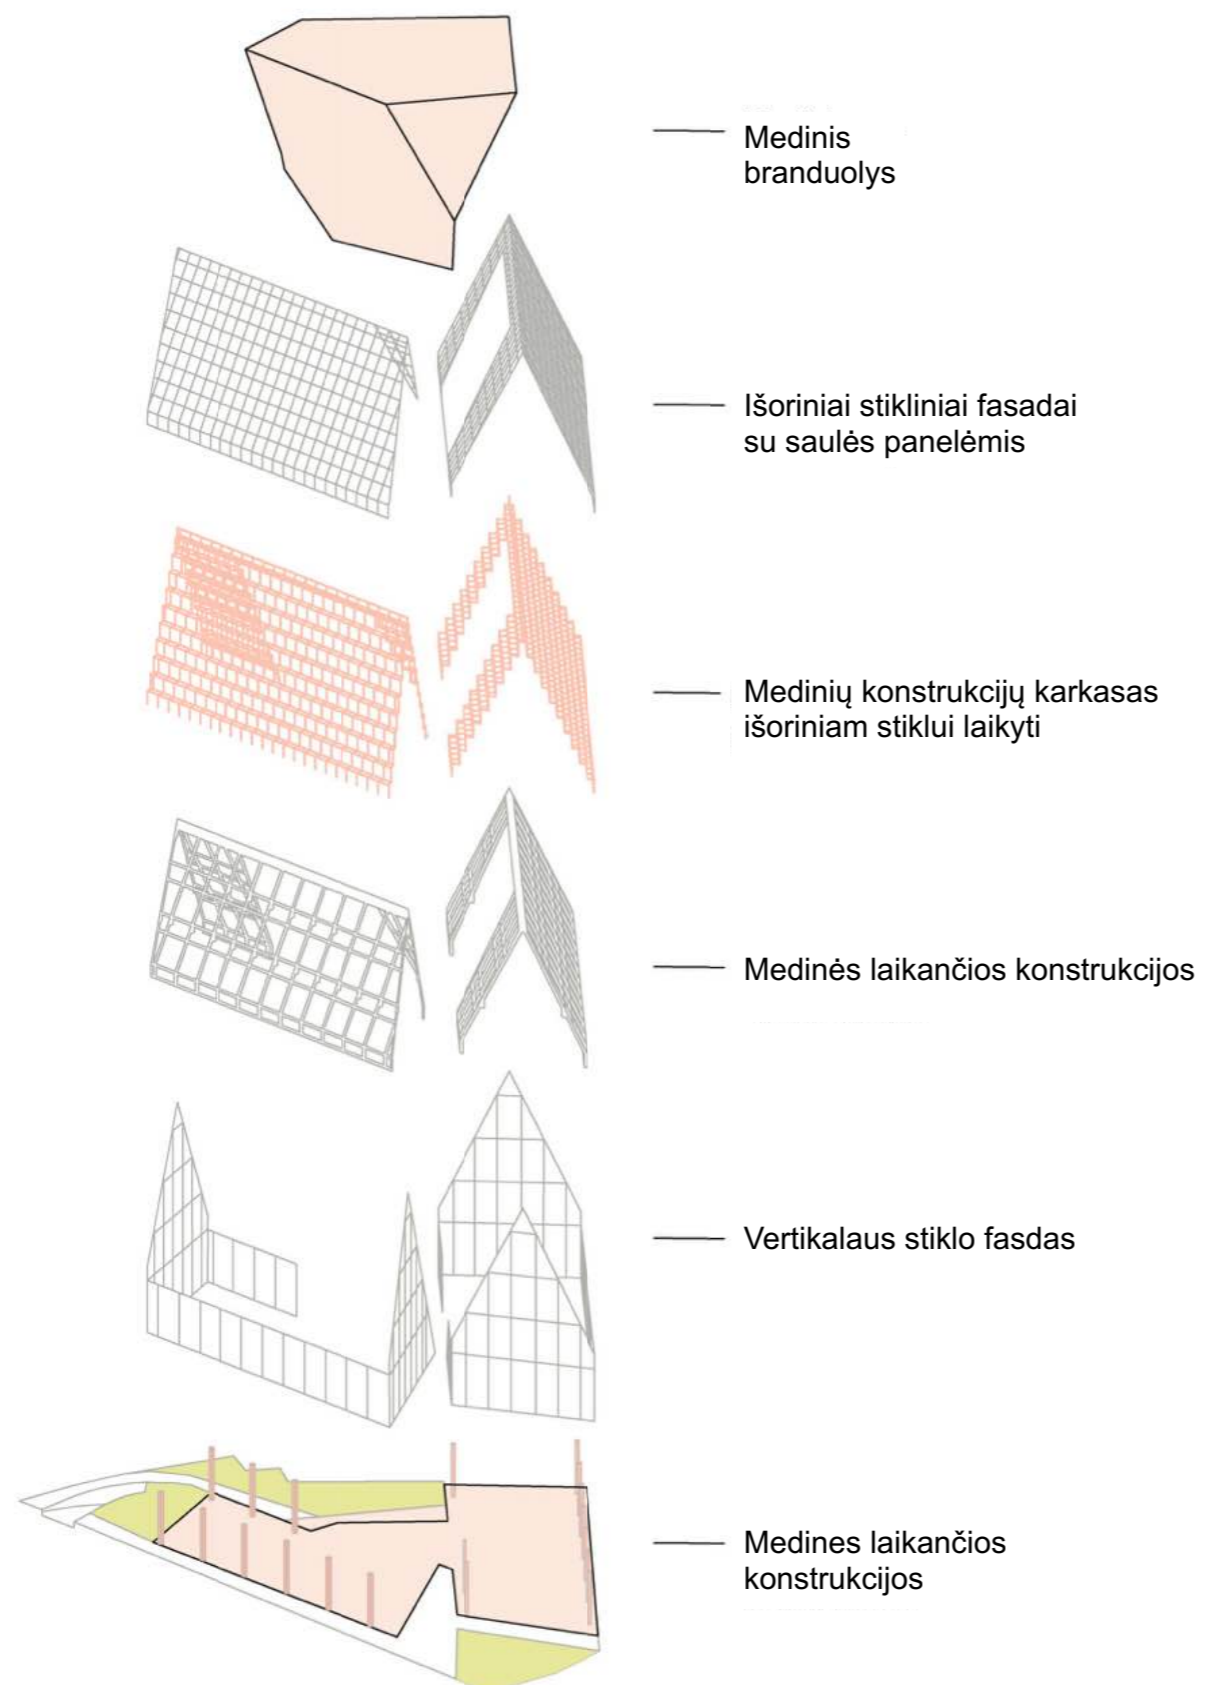 Medinis
branduolys
Išoriniai stikliniai fasadai
su saulės panelėmis
Medinių konstrukcijų karkasas
išoriniam stiklui laikyti
Medinės laikančios konstrukcijos
Vertikalaus stiklo fasdas
Medines laikančios
konstrukcijos